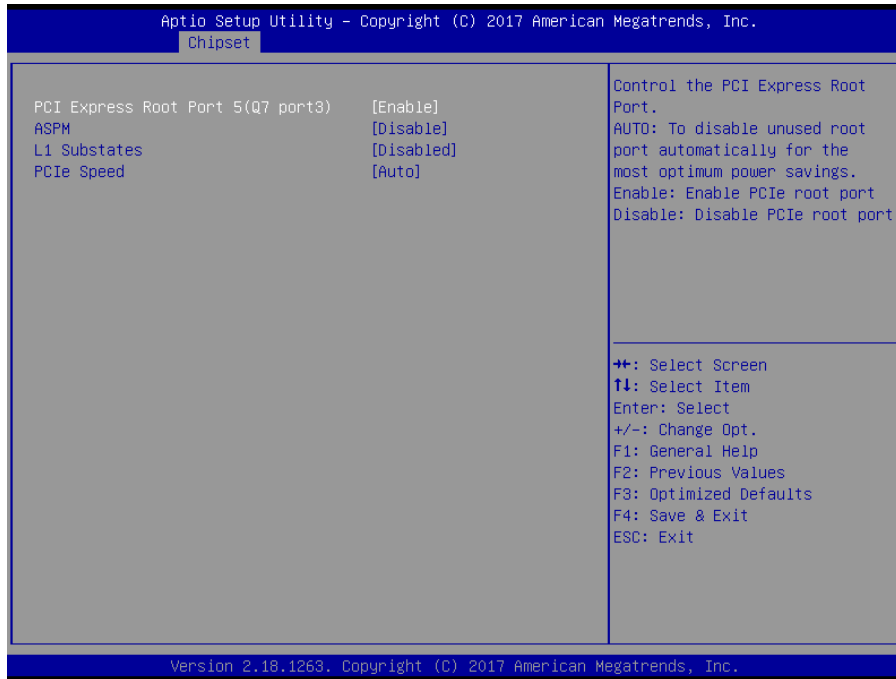 Aptio Setup Utility – Copyright (C) 2017 American Megatrends, Inc.
Chipset
PCI Express Root Port 5(Q7 port3) [Enable]
ASPM [Disable]
L1 Substates [Disabled]
PCIe Speed [Auto]
Control the PCI Express Root
Port.
AUTO: To disable unused root
port automatically for the
most optimum power savings.
Enable: Enable PCIe root port
Disable: Disable PCIe root port
→←: Select Screen
↑↓: Select Item
Enter: Select
+/-: Change Opt.
F1: General Help
F2: Previous Values
F3: Optimized Defaults
F4: Save & Exit
ESC: Exit
Version 2.18.1263. Copyright (C) 2017 American Megatrends, Inc.